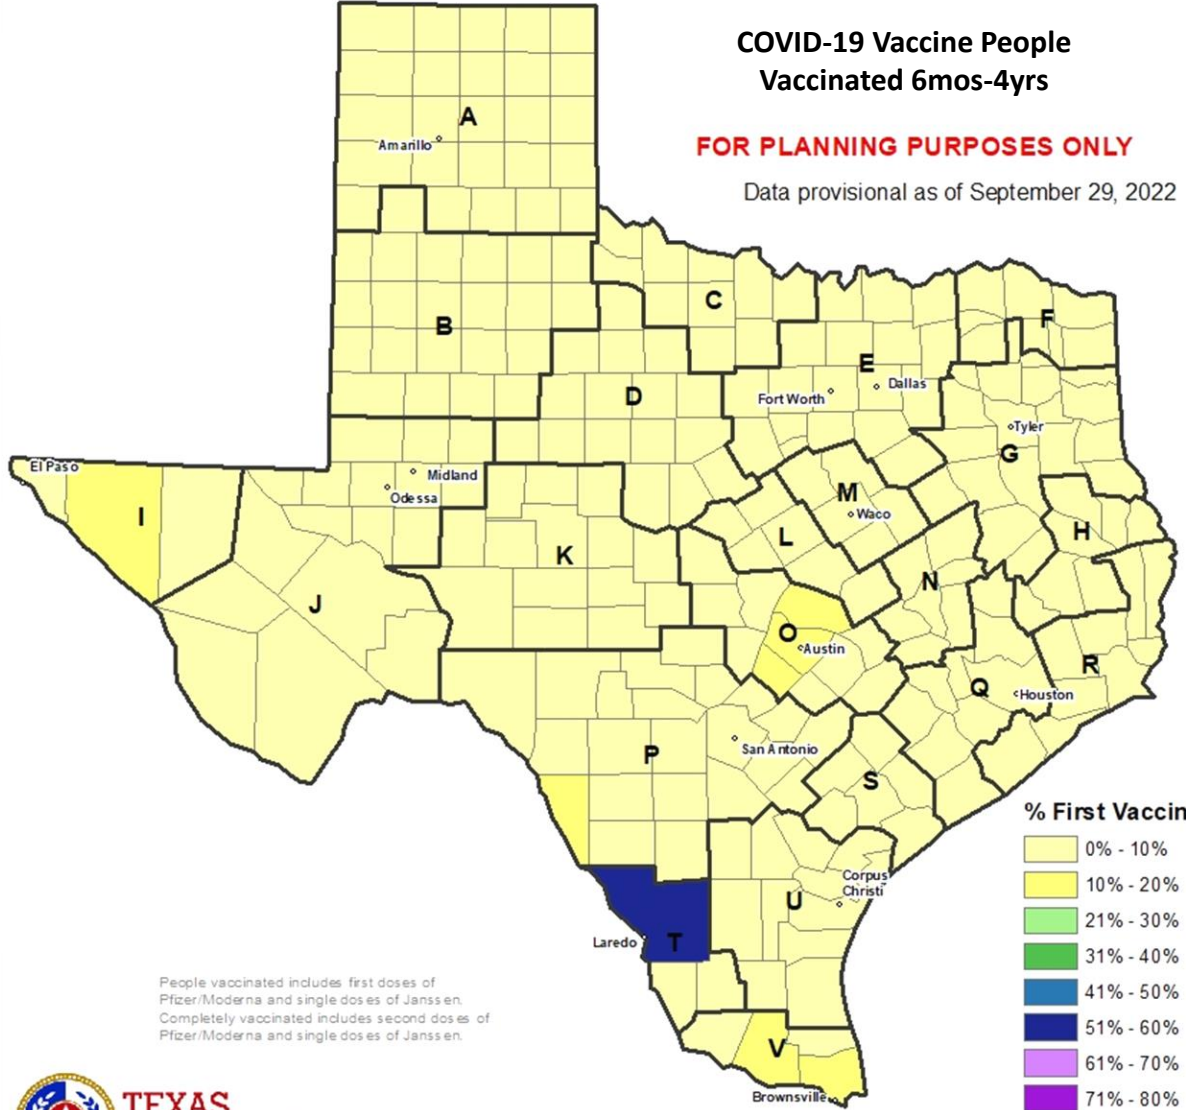 COVID-19 Vaccine People
Vaccinated 6mos-4yrs
FOR PLANNING PURPOSES ONLY
Data provisional as of September 29, 2022
A
Amarillo
B
C
F
E
Dallas
Fort Worth
D
Tyler
G
El Paso
Midland
Odessa
I
M
Waco
L
H
K
N
J
O
Austin
R
Q
Houston
P
San Antonio
S
% First Vaccin
0% - 10%
10% - 20%
21% - 30%
31% - 40%
41% - 50%
51% - 60%
61% - 70%
71% - 80%
Corpus
Christi
U
T
Laredo
V
Brownsville
People vaccinated includes first doses of
Pfizer/Moderna and single doses of Janssen.
Completely vaccinated includes second doses of
Pfizer/Moderna and single doses of Janssen.
TEXAS